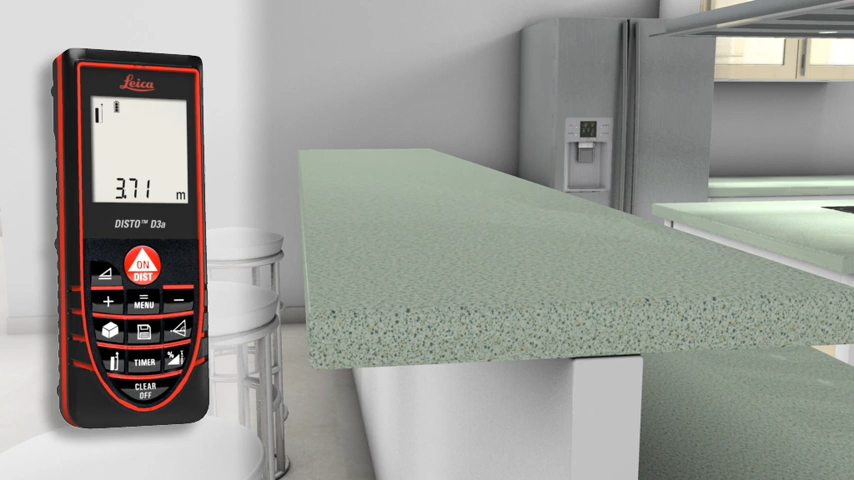 Leica
3.71 m
DISTO™ D3a
ON
DIST
+ = MENU −
TIMER %
CLEAR
OFF